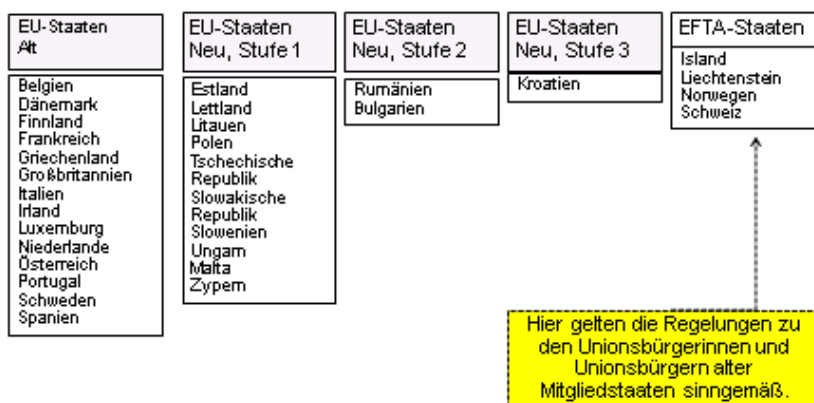 EU-Staaten
Alt
Belgien
Dänemark
Finnland
Frankreich
Griechenland
Großbritannien
Italien
Irland
Luxemburg
Niederlande
Österreich
Portugal
Schweden
Spanien
EU-Staaten
Neu, Stufe 1
Estland
Lettland
Litauen
Polen
Tschechische
Republik
Slowakische
Republik
Slowenien
Ungarn
Malta
Zypern
EU-Staaten
Neu, Stufe 2
Rumänien
Bulgarien
EU-Staaten
Neu, Stufe 3
Kroatien
EFTA-Staaten
Island
Liechtenstein
Norwegen
Schweiz
Hier gelten die Regelungen zu
den Unionsbürgerinnen und
Unionsbürgern alter
Mitgliedstaaten sinngemäß.